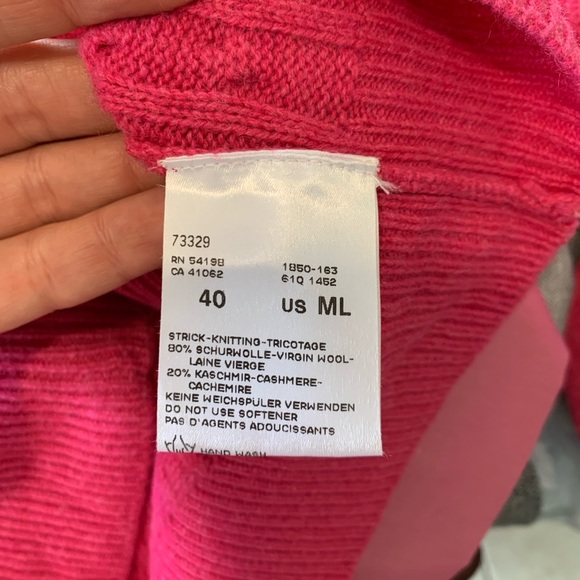 73329
RN 54198
CA 41062
1850-163
61Q 1452
40 US ML
STRICK-KNITTING-TRICOTAGE
80% SCHURWOLLE-VIRGIN WOOL-
LAINE VIERGE
20% KASCHMIR-CASHMERE-
CACHEMIRE
KEINE WEICHSPÜLER VERWENDEN
DO NOT USE SOFTENER
PAS D'AGENTS ADOUCISSANTS
HAND WASH